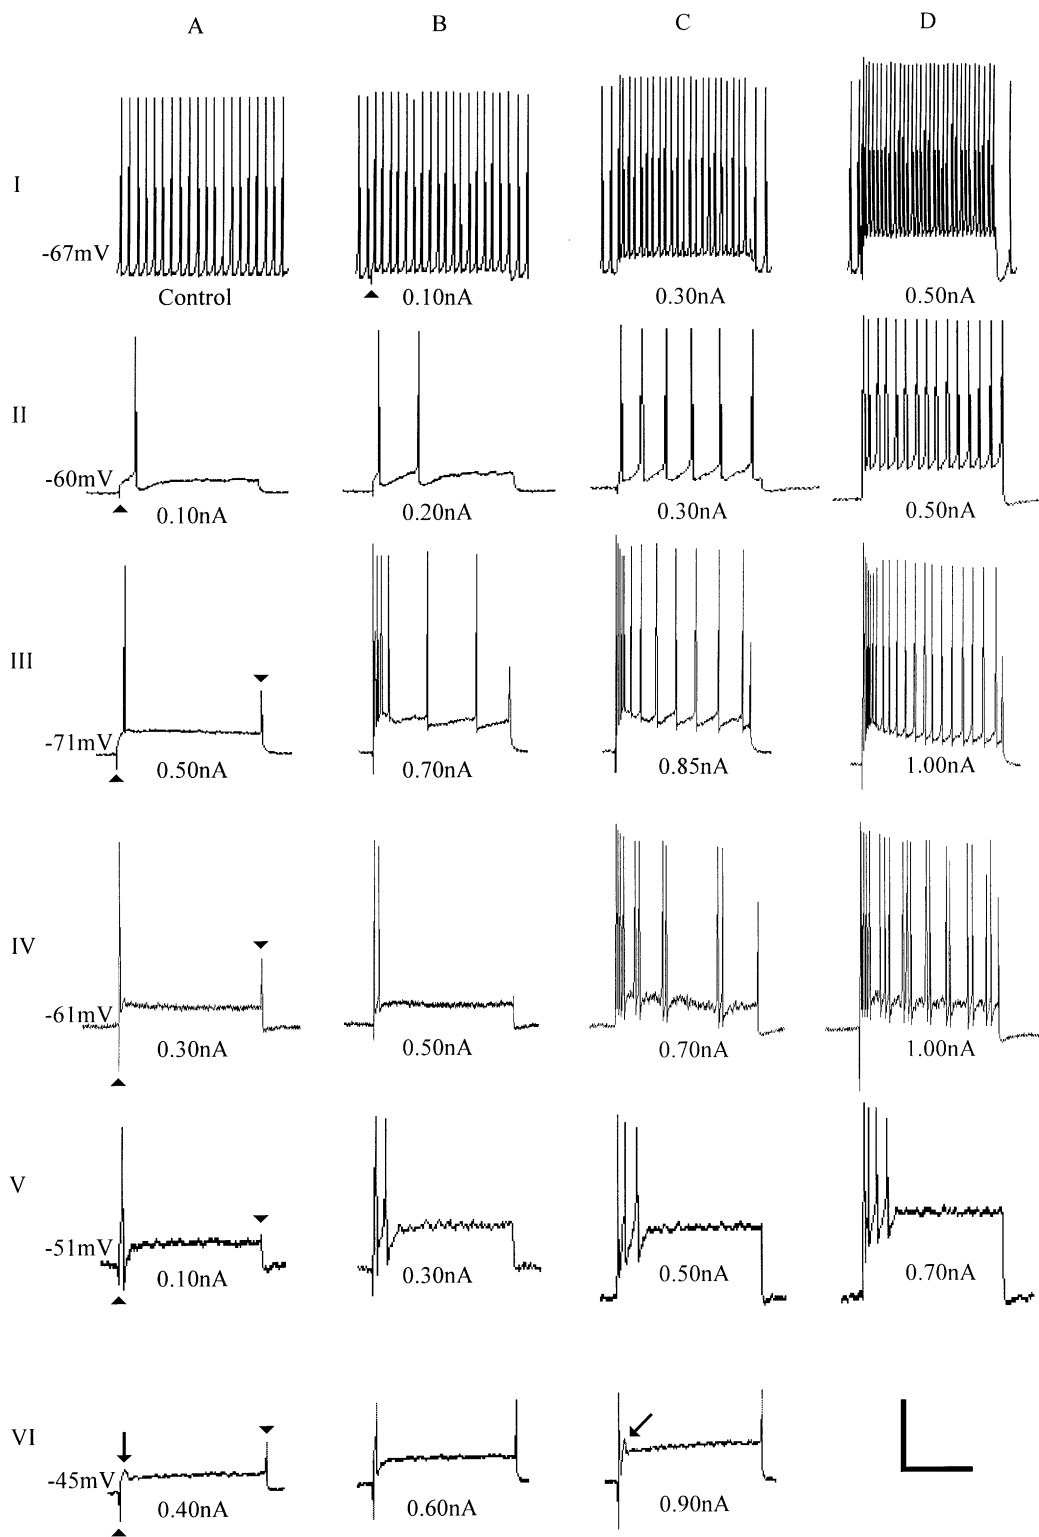 A B C D
I
-67mV
Control 0.10nA 0.30nA 0.50nA
II
-60mV
0.10nA 0.20nA 0.30nA 0.50nA
III
-71mV
0.50nA 0.70nA 0.85nA 1.00nA
IV
-61mV
0.30nA 0.50nA 0.70nA 1.00nA
V
-51mV
0.10nA 0.30nA 0.50nA 0.70nA
VI
-45mV
0.40nA 0.60nA 0.90nA